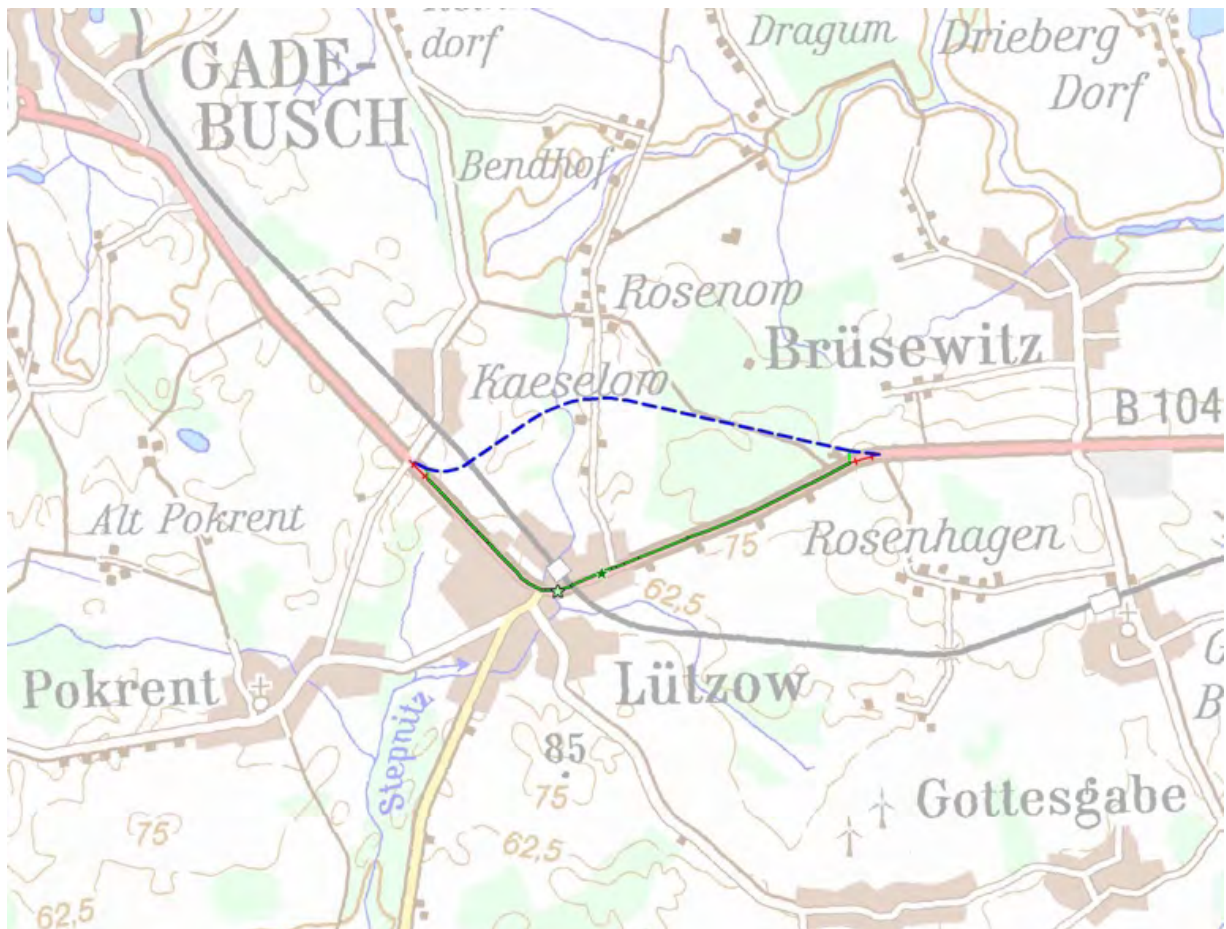 dorf
Dragum
Drieberg
Dorf
GADE-
BUSCH
Bendhof
Rosenow
Brüsewitz
Kaeselow
B 104
Alt Pokrent
75
Rosenhagen
62,5
Pokrent
Lützow
Stepnitz
85
75
Gottesgabe
75
62,5
62,5
G
B